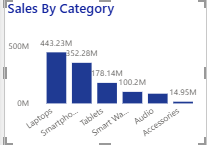 Sales By Category
500M
443.23M
352.28M
178.14M
100.2M
14.95M
0M
Laptops
Smartpho...
Tablets
Smart Wa...
Audio
Accessories